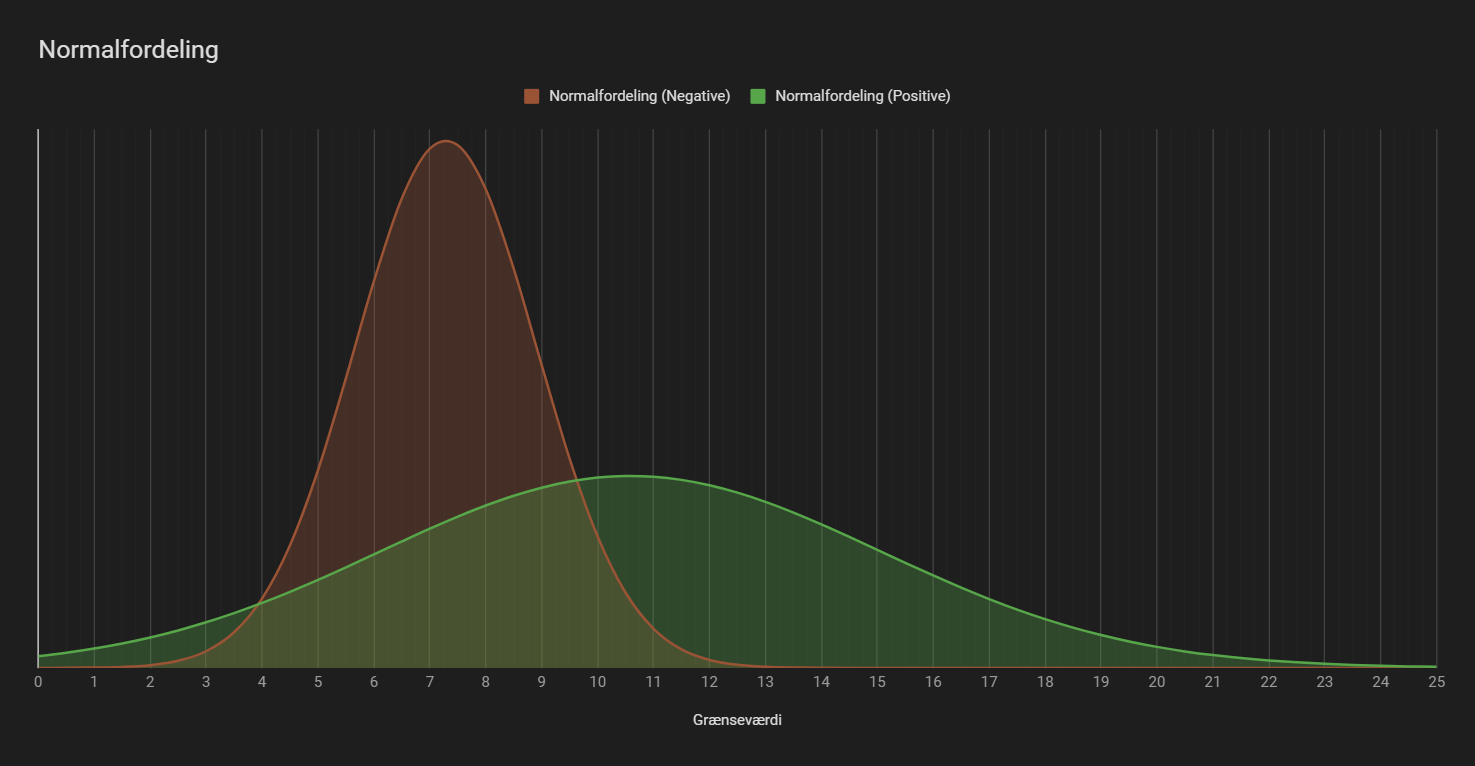 Normalfordeling
Normalfordeling (Negative) Normalfordeling (Positive)
0 1 2 3 4 5 6 7 8 9 10 11 12 13 14 15 16 17 18 19 20 21 22 23 24 25
Grænseværdi